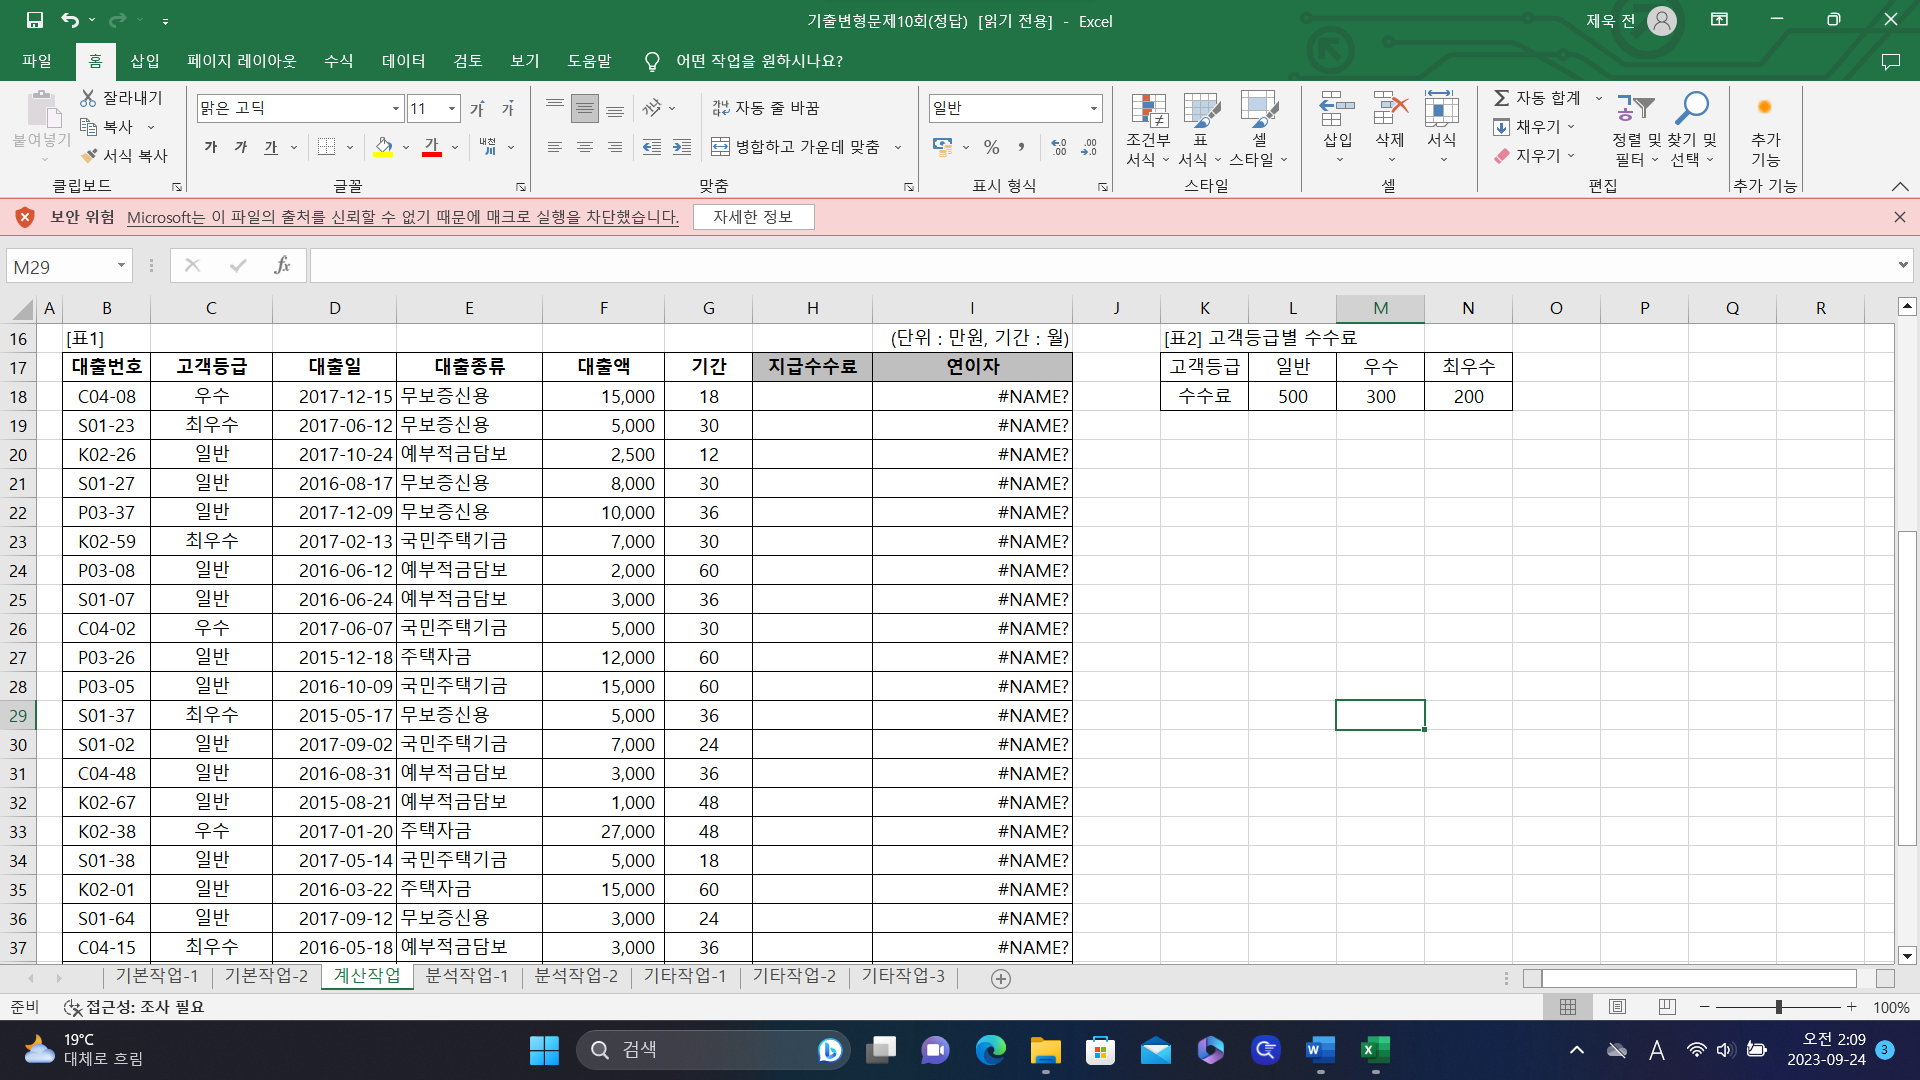 기출변형문제10회(정답)  [읽기 전용]  -  Excel
제욱 전
파일 홈 삽입 페이지 레이아웃 수식 데이터 검토 보기 도움말 어떤 작업을 원하시나요?
붙여넣기 잘라내기 복사 서식 복사 클립보드
맑은 고딕 11 가 가 가 가 가 내천 글꼴
자동 줄 바꿈 병합하고 가운데 맞춤 맞춤
일반 % 표시 형식
조건부 서식 표 서식 셀 스타일 스타일
삽입 삭제 서식 셀
자동 합계 채우기 지우기 정렬 및 필터 찾기 및 선택 편집
추가 기능 추가 기능
보안 위험 Microsoft는 이 파일의 출처를 신뢰할 수 없기 때문에 매크로 실행을 차단했습니다. 자세한 정보
M29 fx
A B C D E F G H I J K L M N O P Q R
16 [표1] (단위 : 만원, 기간 : 월) [표2] 고객등급별 수수료
17 대출번호 고객등급 대출일 대출종류 대출액 기간 지급수수료 연이자 고객등급 일반 우수 최우수
18 C04-08 우수 2017-12-15 무보증신용 15,000 18 #NAME? 수수료 500 300 200
19 S01-23 최우수 2017-06-12 무보증신용 5,000 30 #NAME?
20 K02-26 일반 2017-10-24 예부적금담보 2,500 12 #NAME?
21 S01-27 일반 2016-08-17 무보증신용 8,000 30 #NAME?
22 P03-37 일반 2017-12-09 무보증신용 10,000 36 #NAME?
23 K02-59 최우수 2017-02-13 국민주택기금 7,000 30 #NAME?
24 P03-08 일반 2016-06-12 예부적금담보 2,000 60 #NAME?
25 S01-07 일반 2016-06-24 예부적금담보 3,000 36 #NAME?
26 C04-02 우수 2017-06-07 국민주택기금 5,000 30 #NAME?
27 P03-26 일반 2015-12-18 주택자금 12,000 60 #NAME?
28 P03-05 일반 2016-10-09 국민주택기금 15,000 60 #NAME?
29 S01-37 최우수 2015-05-17 무보증신용 5,000 36 #NAME?
30 S01-02 일반 2017-09-02 국민주택기금 7,000 24 #NAME?
31 C04-48 일반 2016-08-31 예부적금담보 3,000 36 #NAME?
32 K02-67 일반 2015-08-21 예부적금담보 1,000 48 #NAME?
33 K02-38 우수 2017-01-20 주택자금 27,000 48 #NAME?
34 S01-38 일반 2017-05-14 국민주택기금 5,000 18 #NAME?
35 K02-01 일반 2016-03-22 주택자금 15,000 60 #NAME?
36 S01-64 일반 2017-09-12 무보증신용 3,000 24 #NAME?
37 C04-15 최우수 2016-05-18 예부적금담보 3,000 36 #NAME?
기본작업-1 기본작업-2 계산작업 분석작업-1 분석작업-2 기타작업-1 기타작업-2 기타작업-3
준비 접근성: 조사 필요 100%
19°C 대체로 흐림 검색 A 오전 2:09 2023-09-24 3